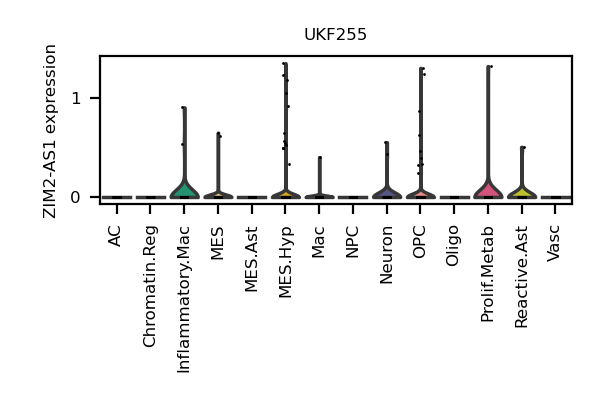 UKF255
ZIM2-AS1 expression
1
0
AC
Chromatin.Reg
Inflammatory.Mac
MES
MES.Ast
MES.Hyp
Mac
NPC
Neuron
OPC
Oligo
Prolif.Metab
Reactive.Ast
Vasc